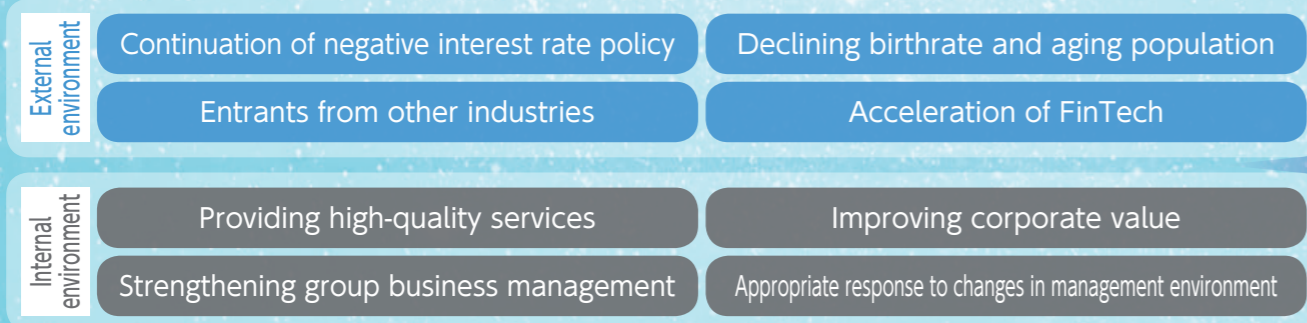 External
environment
Continuation of negative interest rate policy
Declining birthrate and aging population
Entrants from other industries
Acceleration of FinTech
Internal
environment
Providing high-quality services
Improving corporate value
Strengthening group business management
Appropriate response to changes in management environment